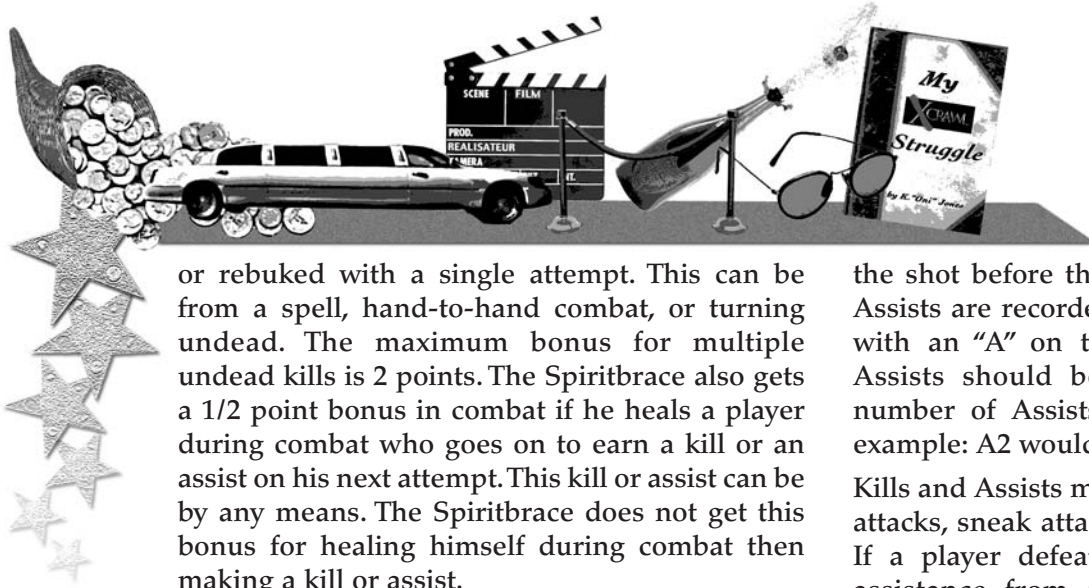 SCENE FILM
PROD.
REALISATEUR
My
XCRAWL
Struggle
by K. "Oni" Jones
or rebuked with a single attempt. This can be
from a spell, hand-to-hand combat, or turning
undead. The maximum bonus for multiple
undead kills is 2 points. The Spiritbrace also gets
a 1/2 point bonus in combat if he heals a player
during combat who goes on to earn a kill or an
assist on his next attempt. This kill or assist can be
by any means. The Spiritbrace does not get this
bonus for healing himself during combat then
making a kill or assist.
the shot before th
Assists are recorde
with an “A” on t
Assists should be
number of Assists
example: A2 would
Kills and Assists m
attacks, sneak atta
If a player defea